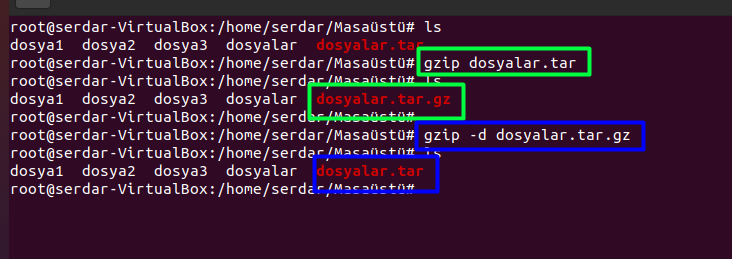 root@serdar-VirtualBox:/home/serdar/Masaüstü# ls
dosya1 dosya2 dosya3 dosyalar dosyalar.tar
root@serdar-VirtualBox:/home/serdar/Masaüstü# gzip dosyalar.tar
root@serdar-VirtualBox:/home/serdar/Masaüstü# ls
dosya1 dosya2 dosya3 dosyalar dosyalar.tar.gz
root@serdar-VirtualBox:/home/serdar/Masaüstü#
root@serdar-VirtualBox:/home/serdar/Masaüstü# gzip -d dosyalar.tar.gz
root@serdar-VirtualBox:/home/serdar/Masaüstü# ls
dosya1 dosya2 dosya3 dosyalar dosyalar.tar
root@serdar-VirtualBox:/home/serdar/Masaüstü#